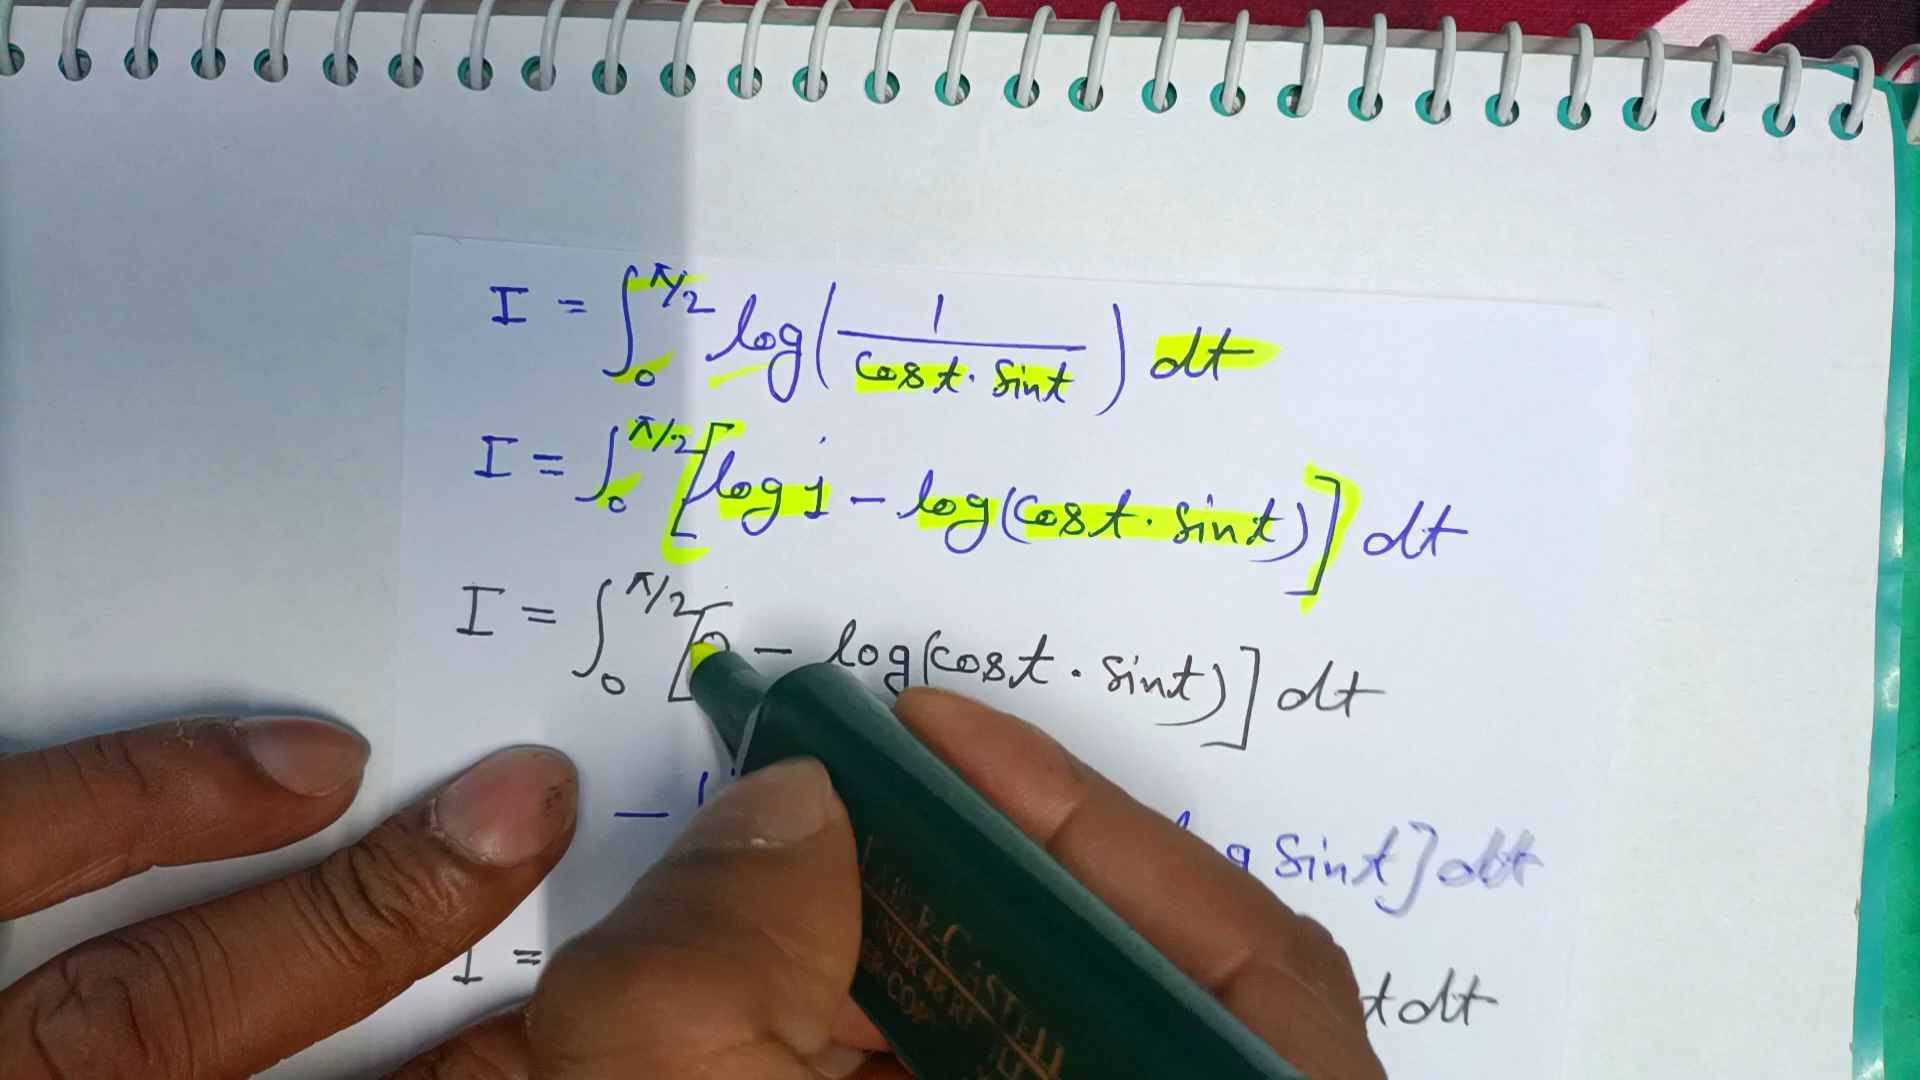 I = ∫₀^π/2 log(1/(cos t · sin t)) dt
I = ∫₀^π/2 [log 1 − log(cos t · sin t)] dt
I = ∫₀^π/2 [0 − log(cos t · sin t)] dt
− sin t] dt
I = t dt